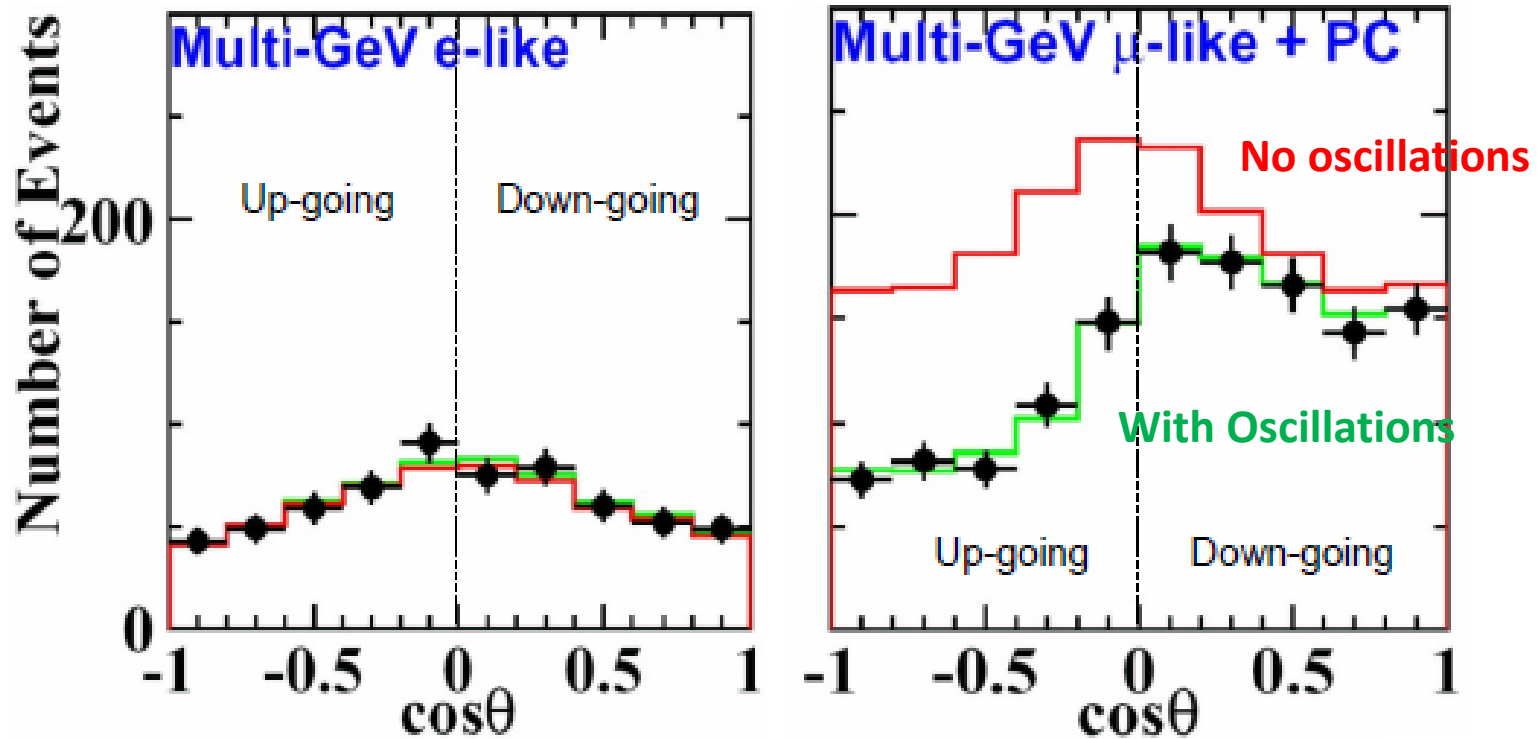 Multi-GeV e-like
Number of Events
200
0
Up-going
Down-going
-1 -0.5 0 0.5 1
cosθ
Multi-GeV μ-like + PC
No oscillations
With Oscillations
Up-going
Down-going
-1 -0.5 0 0.5 1
cosθ